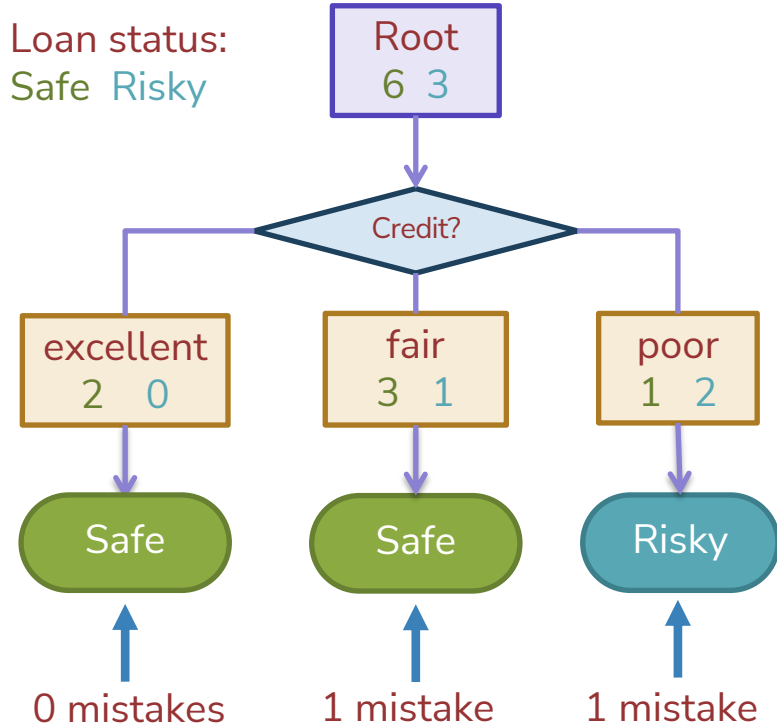 Loan status:
Safe Risky
Root
6 3
Credit?
excellent
2 0
fair
3 1
poor
1 2
Safe
Safe
Risky
0 mistakes
1 mistake
1 mistake